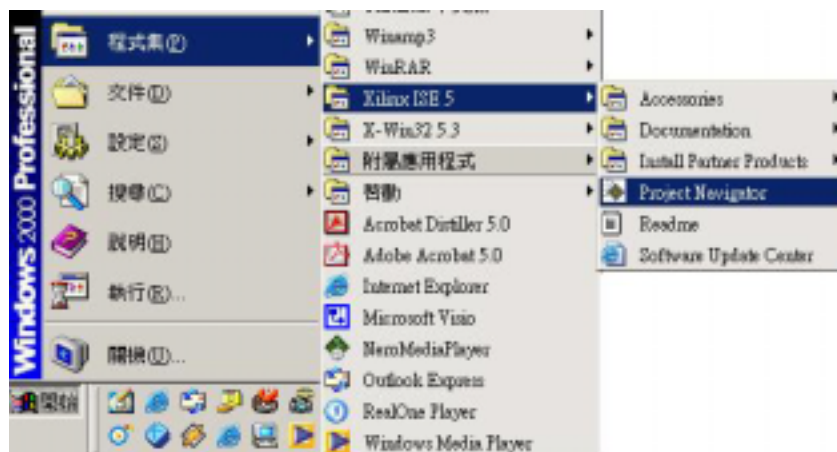 Windows 2000 Professional
程式集(P)
文件(D)
設定(S)
搜尋(C)
說明(H)
執行(R)...
關機(U)...
開始
Winamp3
WinRAR
Xilinx ISE 5
X-Win32 5.3
附屬應用程式
啟動
Acrobat Distiller 5.0
Adobe Acrobat 5.0
Internet Explorer
Microsoft Visio
NeroMediaPlayer
Outlook Express
RealOne Player
Windows Media Player
Accessories
Documentation
Install Partner Products
Project Navigator
Readme
Software Update Center